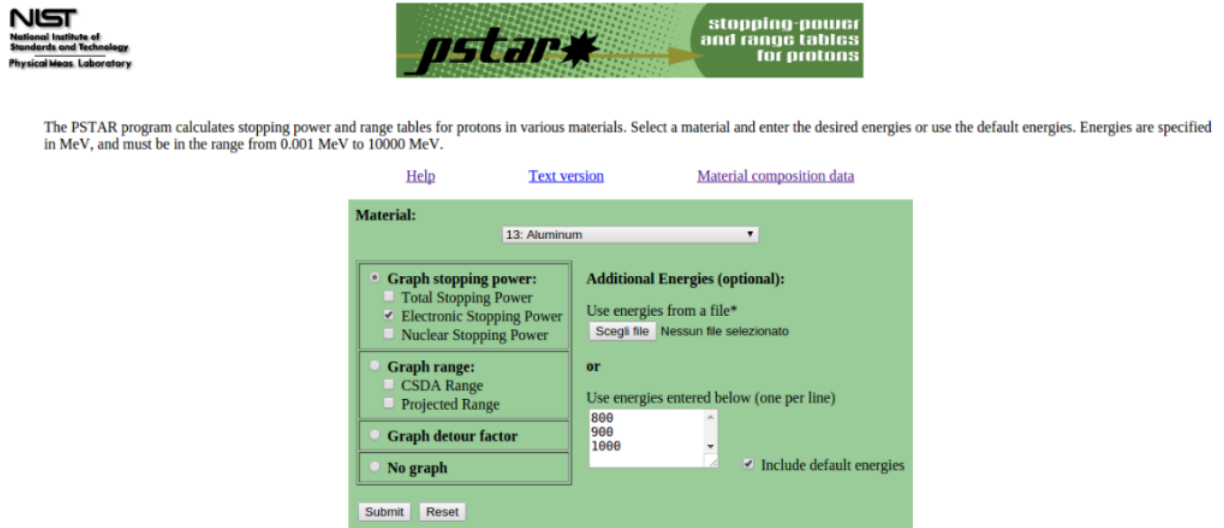 NIST
National Institute of
Standards and Technology
Physical Meas. Laboratory
pstar
stopping-power
and range tables
for protons
The PSTAR program calculates stopping power and range tables for protons in various materials. Select a material and enter the desired energies or use the default energies. Energies are specified
in MeV, and must be in the range from 0.001 MeV to 10000 MeV.
Help Text version Material composition data
Material:
13: Aluminum
Graph stopping power:
Total Stopping Power
Electronic Stopping Power
Nuclear Stopping Power
Graph range:
CSDA Range
Projected Range
Graph detour factor
No graph
Additional Energies (optional):
Use energies from a file*
Scegli file Nessun file selezionato
or
Use energies entered below (one per line)
800
900
1000
Include default energies
Submit Reset